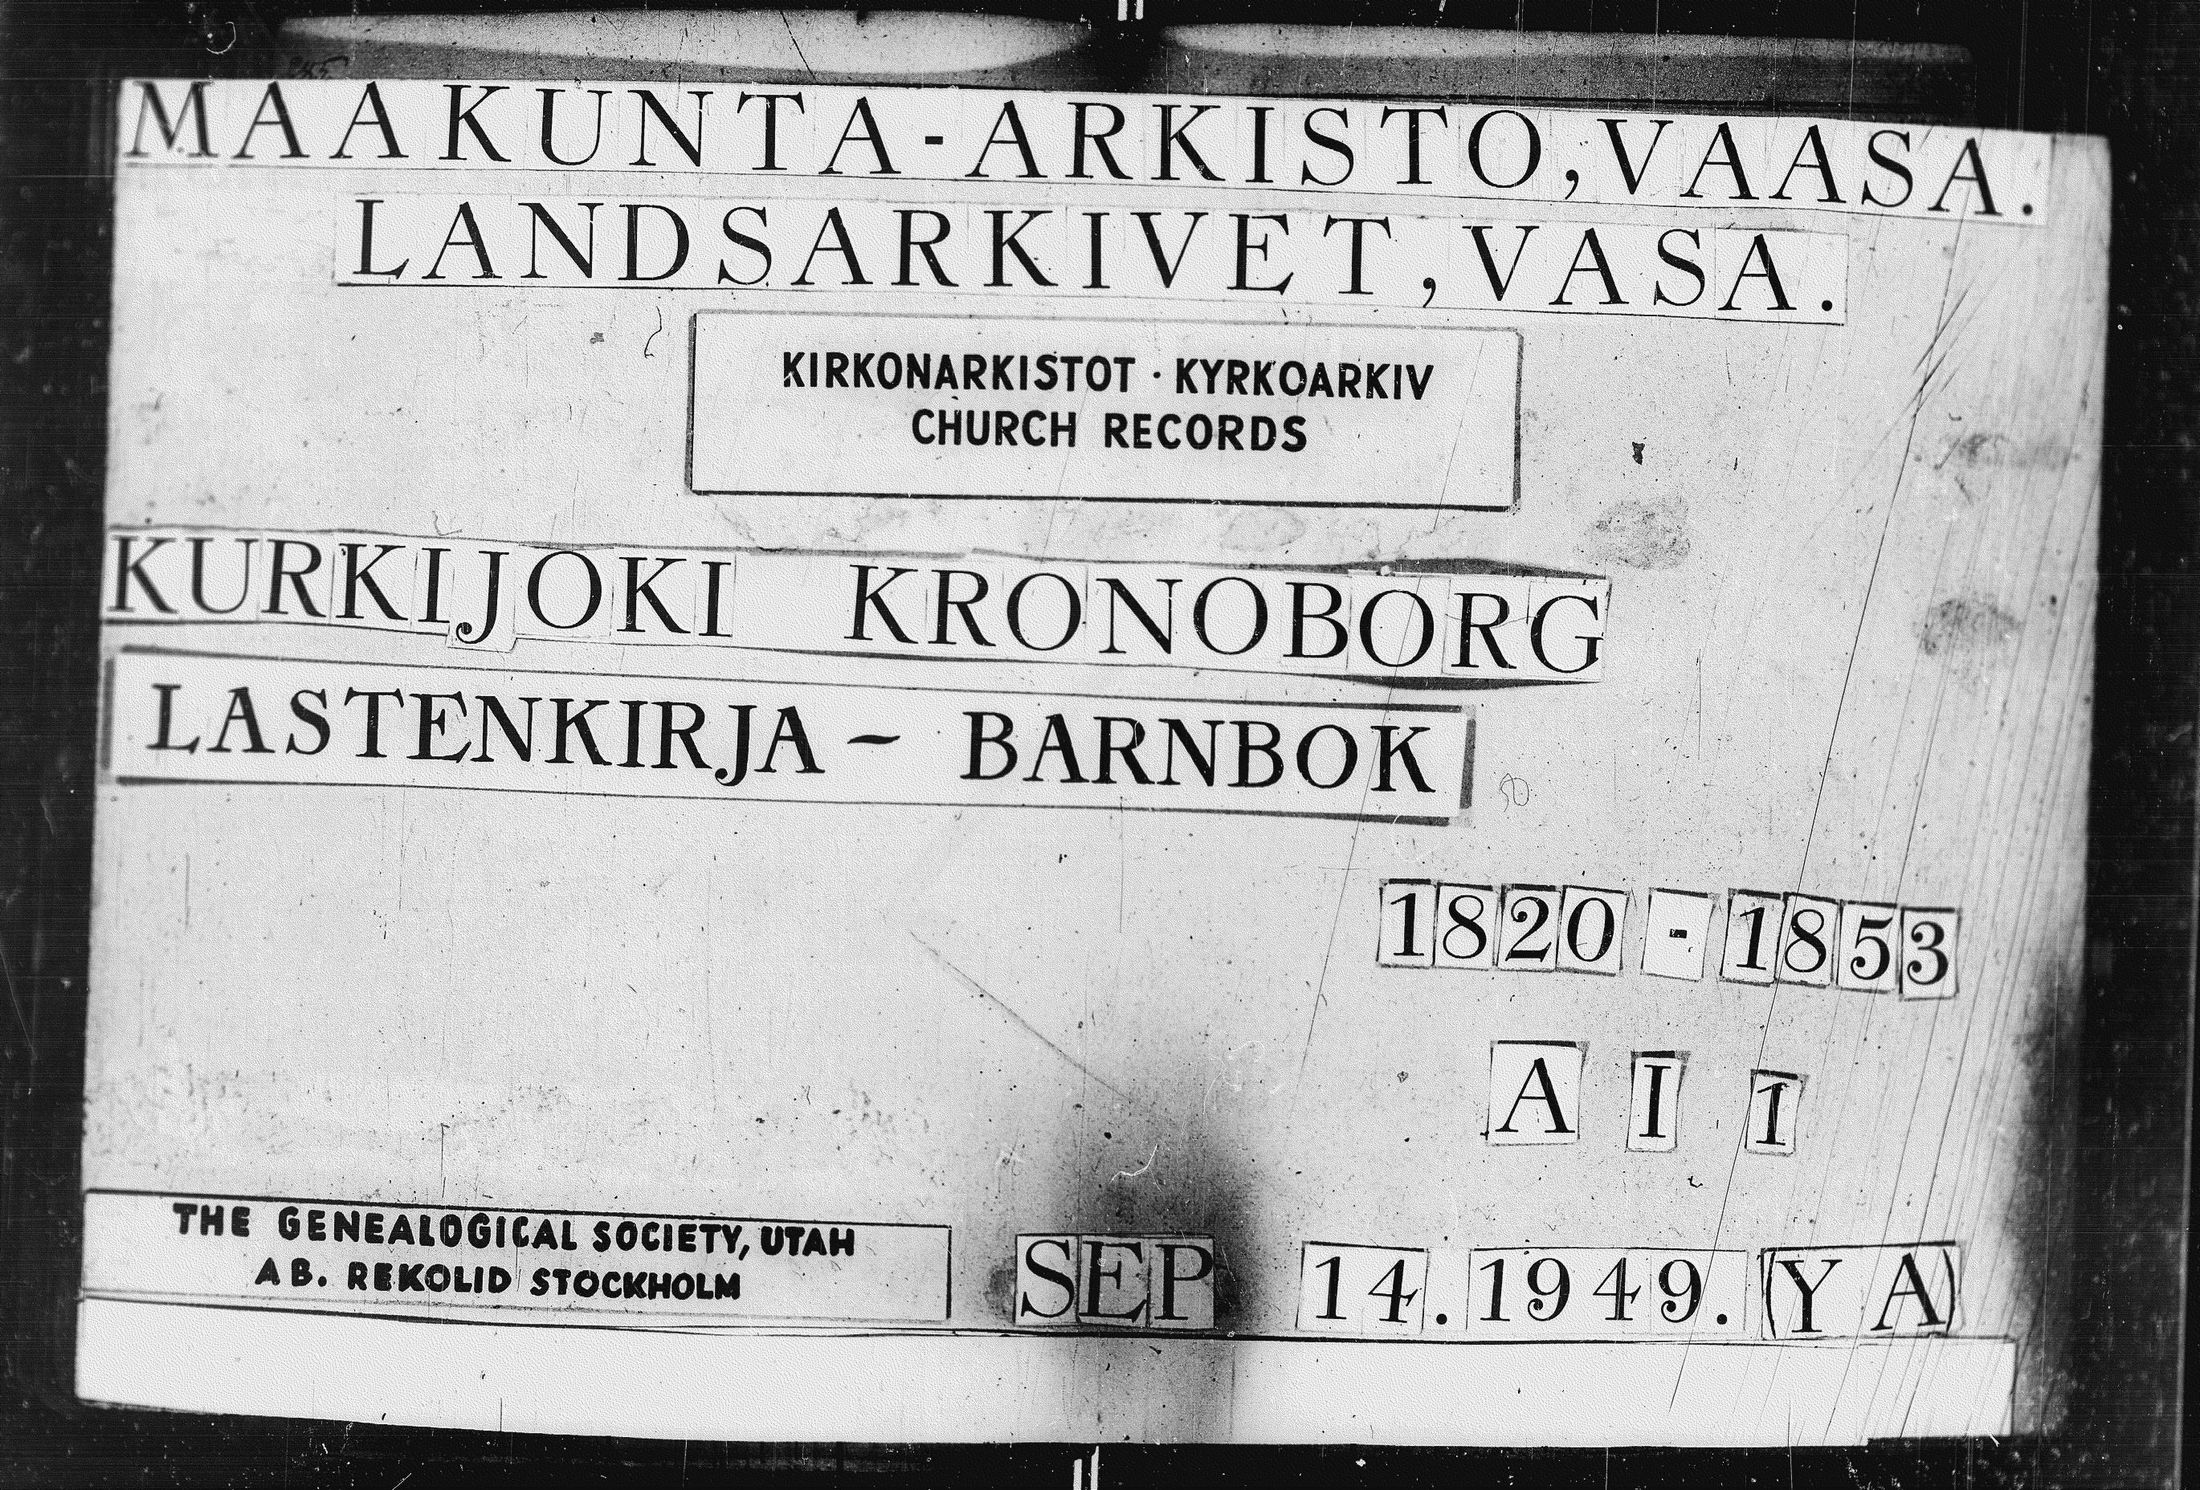 MAAKUNTA-ARKISTO,VAASA.
LANDSARKIVET,VASA.
KIRKONARKISTOT · KYRKOARKIV
CHURCH RECORDS
KURKIJOKI KRONOBORG
LASTENKIRJA – BARNBOK
1820 - 1853
A I 1
THE GENEALOGICAL SOCIETY, UTAH
AB. REKOLID STOCKHOLM
SEP 14.1949.(YA)